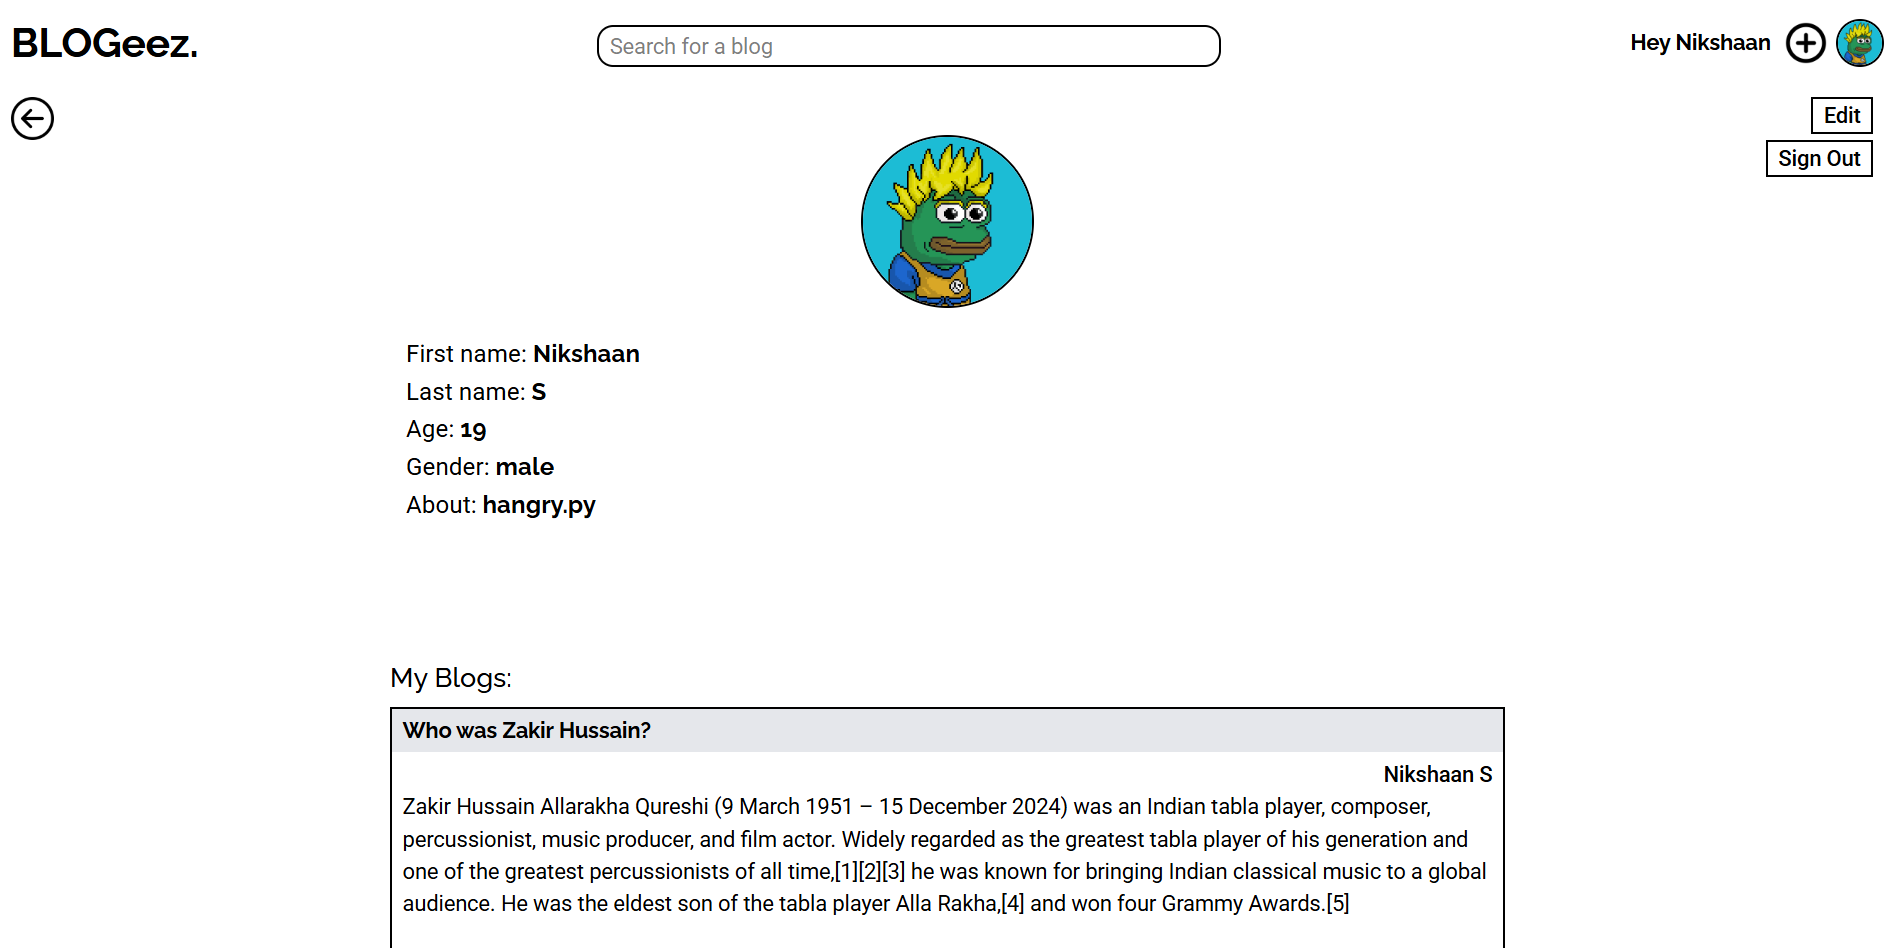 BLOGeez.
Search for a blog
Hey Nikshaan
Edit
Sign Out
First name: Nikshaan
Last name: S
Age: 19
Gender: male
About: hangry.py
My Blogs:
Who was Zakir Hussain?
Nikshaan S
Zakir Hussain Allarakha Qureshi (9 March 1951 – 15 December 2024) was an Indian tabla player, composer,
percussionist, music producer, and film actor. Widely regarded as the greatest tabla player of his generation and
one of the greatest percussionists of all time,[1][2][3] he was known for bringing Indian classical music to a global
audience. He was the eldest son of the tabla player Alla Rakha,[4] and won four Grammy Awards.[5]